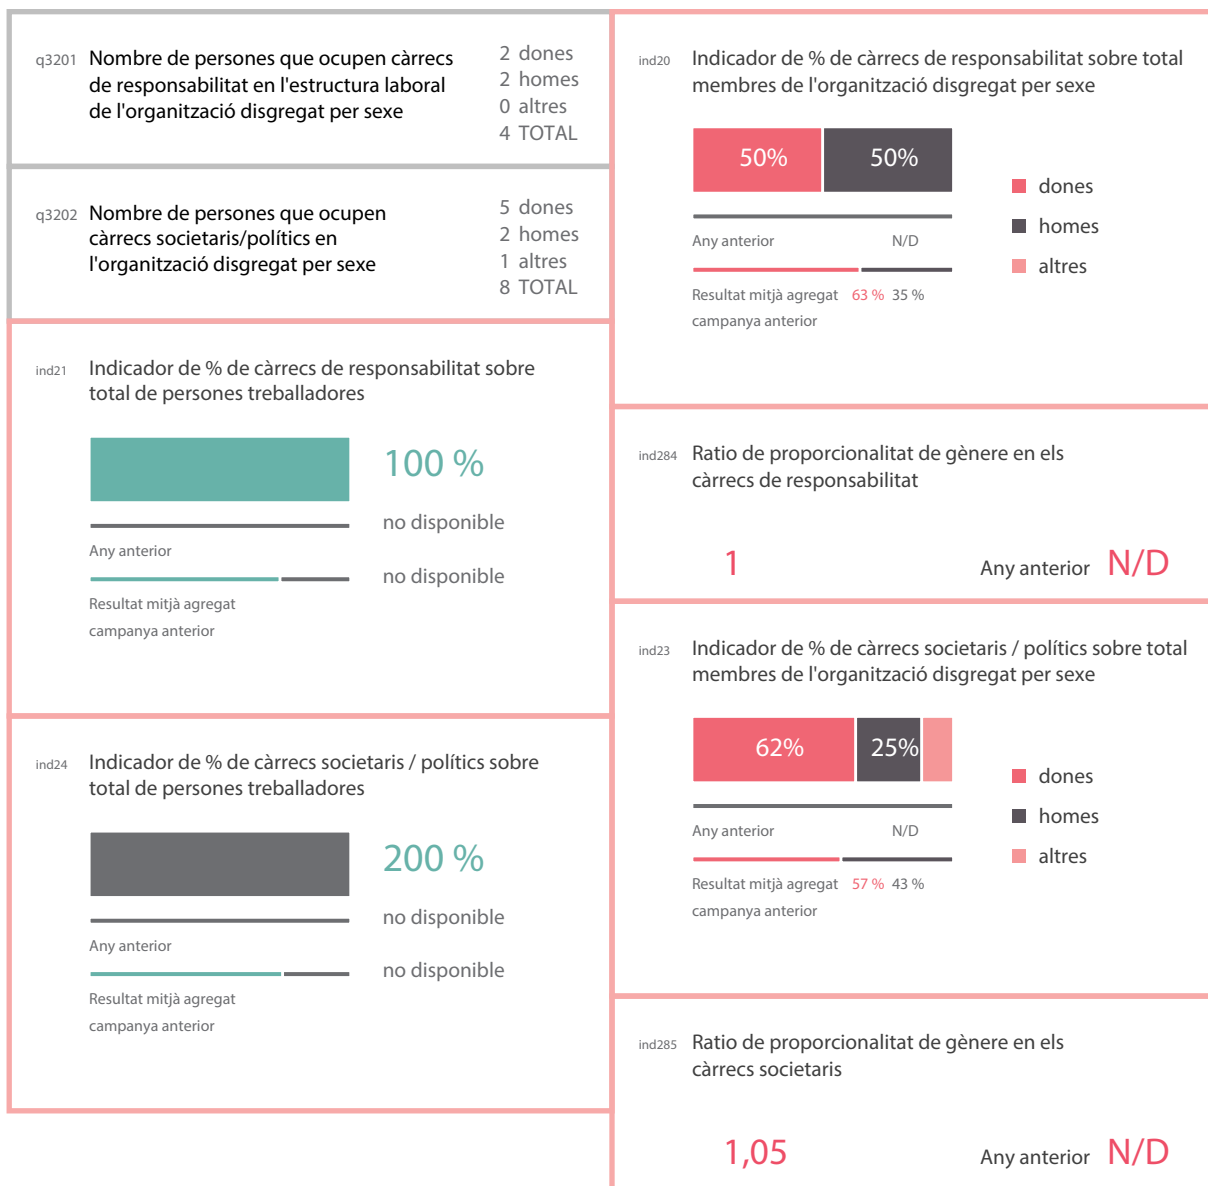 q3201 Nombre de persones que ocupen càrrecs
de responsabilitat en l'estructura laboral
de l'organització disgregat per sexe
2 dones
2 homes
0 altres
4 TOTAL
q3202 Nombre de persones que ocupen
càrrecs societaris/polítics en
l'organització disgregat per sexe
5 dones
2 homes
1 altres
8 TOTAL
ind21 Indicador de % de càrrecs de responsabilitat sobre
total de persones treballadores
100 %
no disponible
Any anterior
no disponible
Resultat mitjà agregat
campanya anterior
ind24 Indicador de % de càrrecs societaris / polítics sobre
total de persones treballadores
200 %
no disponible
Any anterior
no disponible
Resultat mitjà agregat
campanya anterior
ind20 Indicador de % de càrrecs de responsabilitat sobre total
membres de l'organització disgregat per sexe
50% 50%
dones
homes
altres
Any anterior N/D
Resultat mitjà agregat 63 % 35 %
campanya anterior
ind284 Ratio de proporcionalitat de gènere en els
càrrecs de responsabilitat
1 Any anterior N/D
ind23 Indicador de % de càrrecs societaris / polítics sobre total
membres de l'organització disgregat per sexe
62% 25%
dones
homes
altres
Any anterior N/D
Resultat mitjà agregat 57 % 43 %
campanya anterior
ind285 Ratio de proporcionalitat de gènere en els
càrrecs societaris
1,05 Any anterior N/D